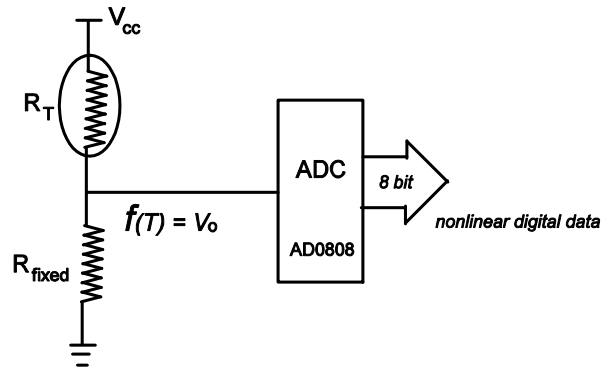 Vcc
RT
ADC
8 bit
f(T) = Vo
nonlinear digital data
AD0808
Rfixed